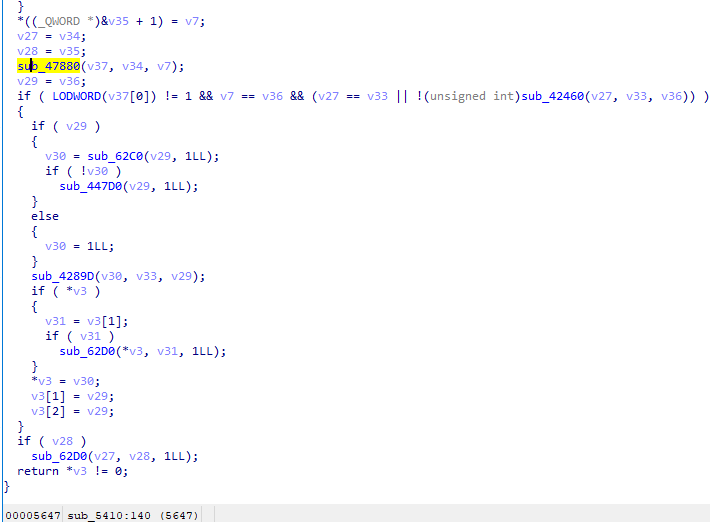 }
*((_QWORD *)&v35 + 1) = v7;
v27 = v34;
v28 = v35;
sub_47880(v37, v34, v7);
v29 = v36;
if ( LODWORD(v37[0]) != 1 && v7 == v36 && (v27 == v33 || !(unsigned int)sub_42460(v27, v33, v36)) )
{
if ( v29 )
{
v30 = sub_62C0(v29, 1LL);
if ( !v30 )
sub_447D0(v29, 1LL);
}
else
{
v30 = 1LL;
}
sub_4289D(v30, v33, v29);
if ( *v3 )
{
v31 = v3[1];
if ( v31 )
sub_62D0(*v3, v31, 1LL);
}
*v3 = v30;
v3[1] = v29;
v3[2] = v29;
}
if ( v28 )
sub_62D0(v27, v28, 1LL);
return *v3 != 0;
}
00005647 sub_5410:140 (5647)